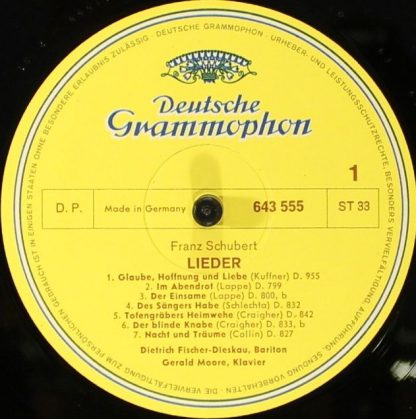 DEUTSCHE GRAMMOPHON · URHEBER- UND LEISTUNGSSCHUTZRECHTE, BESONDERS VERVIELFÄLTIGUNG, AUFFÜHRUNG, SENDUNG VORBEHALTEN · DIE VERVIELFÄLTIGUNG ZUM PERSÖNLICHEN GEBRAUCH IST IN EINIGEN STAATEN OHNE BESONDERE ERLAUBNIS ZULÄSSIG ·
Deutsche
Grammophon
1
D. P.
Made in Germany
643 555
ST 33
Franz Schubert
LIEDER
1. Glaube, Hoffnung und Liebe (Kuffner) D. 955
2. Im Abendrot (Lappe) D. 799
3. Der Einsame (Lappe) D. 800, b
4. Des Sängers Habe (Schlechta) D. 832
5. Totengräbers Heimwehe (Craigher) D. 842
6. Der blinde Knabe (Craigher) D. 833, b
7. Nacht und Träume (Collin) D. 827
Dietrich Fischer-Dieskau, Bariton
Gerald Moore, Klavier